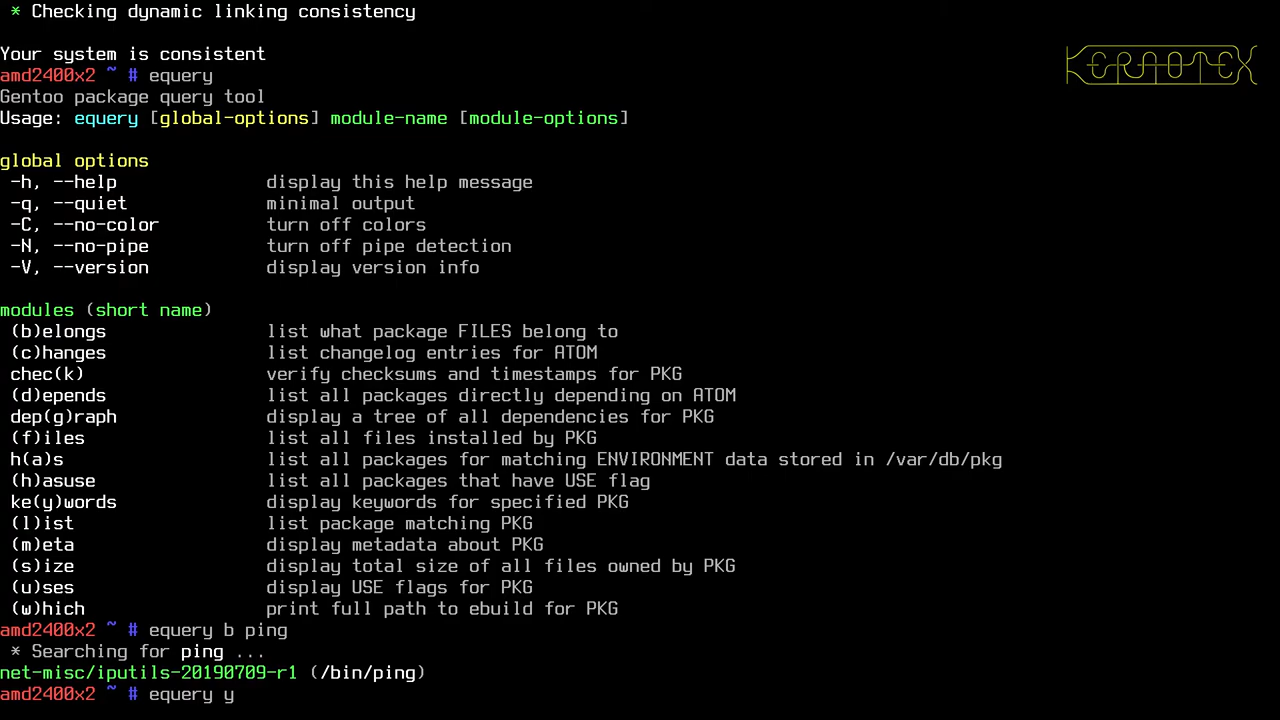 * Checking dynamic linking consistency
Your system is consistent
amd2400x2 ~ # equery
Gentoo package query tool
Usage: equery [global-options] module-name [module-options]
global options
-h, --help display this help message
-q, --quiet minimal output
-C, --no-color turn off colors
-N, --no-pipe turn off pipe detection
-V, --version display version info
modules (short name)
(b)elongs list what package FILES belong to
(c)hanges list changelog entries for ATOM
chec(k) verify checksums and timestamps for PKG
(d)epends list all packages directly depending on ATOM
dep(g)raph display a tree of all dependencies for PKG
(f)iles list all files installed by PKG
h(a)s list all packages for matching ENVIRONMENT data stored in /var/db/pkg
(h)asuse list all packages that have USE flag
ke(y)words display keywords for specified PKG
(l)ist list package matching PKG
(m)eta display metadata about PKG
(s)ize display total size of all files owned by PKG
(u)ses display USE flags for PKG
(w)hich print full path to ebuild for PKG
amd2400x2 ~ # equery b ping
* Searching for ping ...
net-misc/iputils-20190709-r1 (/bin/ping)
amd2400x2 ~ # equery y
KERAOTEX